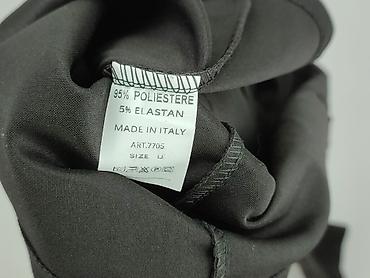 95% POLIESTERE
5% ELASTAN
MADE IN ITALY
ART.7705
SIZE U